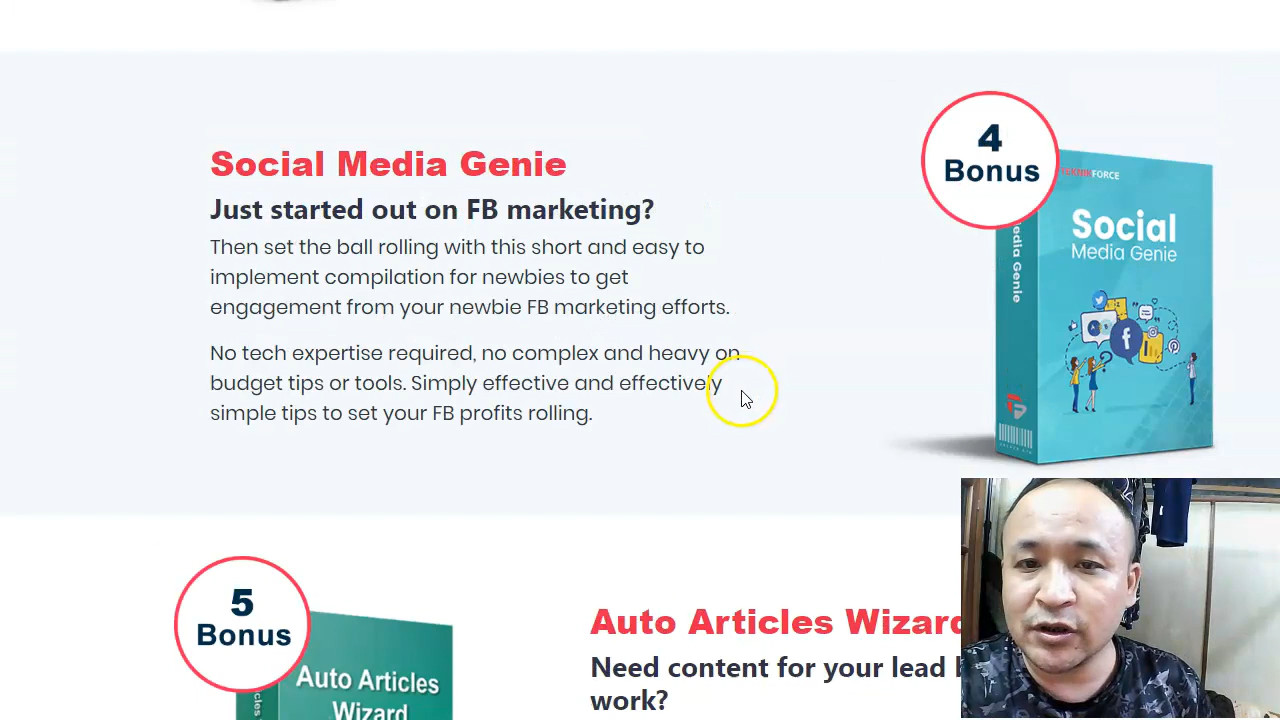 Social Media Genie
Just started out on FB marketing?
Then set the ball rolling with this short and easy to
implement compilation for newbies to get
engagement from your newbie FB marketing efforts.
No tech expertise required, no complex and heavy on
budget tips or tools. Simply effective and effectively
simple tips to set your FB profits rolling.
4
Bonus
TEKNIKFORCE
Social
Media Genie
Media Genie
5
Bonus
Auto Articles
Wizard
Auto Articles Wizard
Need content for your lead
work?